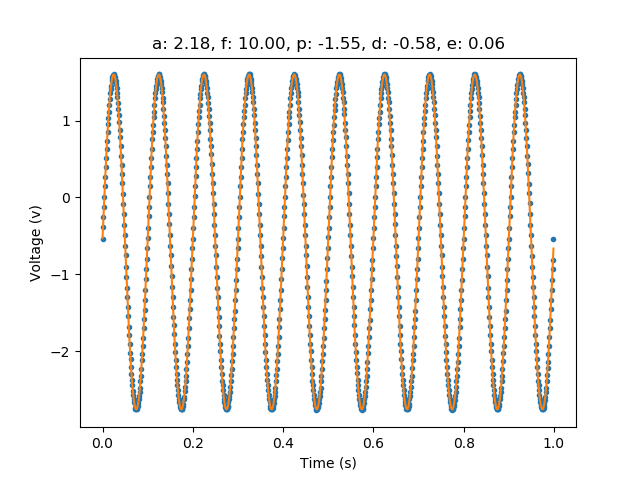 a: 2.18, f: 10.00, p: -1.55, d: -0.58, e: 0.06
1
0
−1
−2
Voltage (v)
0.0 0.2 0.4 0.6 0.8 1.0
Time (s)